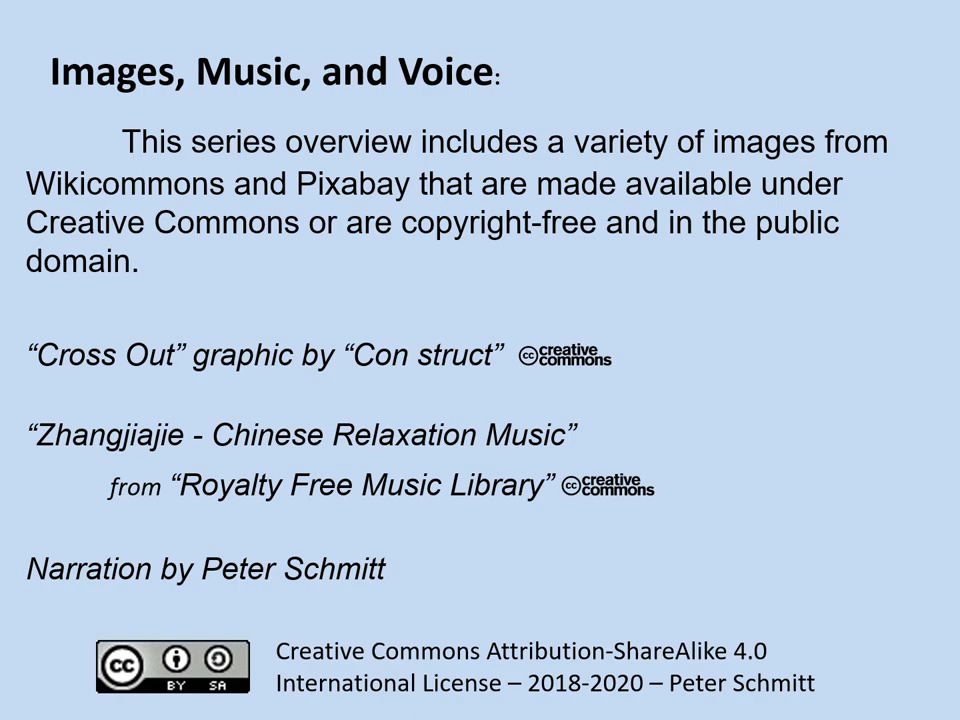 Images, Music, and Voice:
This series overview includes a variety of images from
Wikicommons and Pixabay that are made available under
Creative Commons or are copyright-free and in the public
domain.
“Cross Out” graphic by “Con struct” cc creative commons
“Zhangjiajie - Chinese Relaxation Music”
from “Royalty Free Music Library” cc creative commons
Narration by Peter Schmitt
cc BY SA
Creative Commons Attribution-ShareAlike 4.0
International License – 2018-2020 – Peter Schmitt